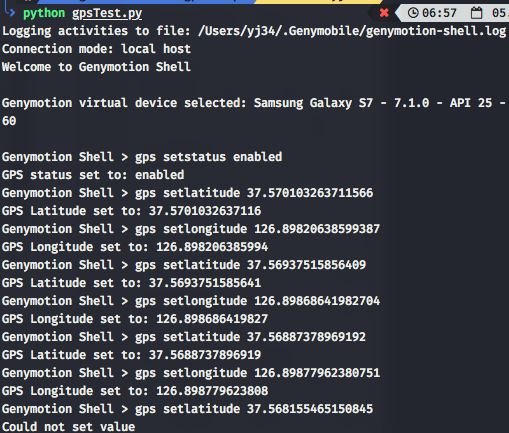 python gpsTest.py
06:57 05.
Logging activities to file: /Users/yj34/.Genymobile/genymotion-shell.log
Connection mode: local host
Welcome to Genymotion Shell
Genymotion virtual device selected: Samsung Galaxy S7 - 7.1.0 - API 25 -
60
Genymotion Shell > gps setstatus enabled
GPS status set to: enabled
Genymotion Shell > gps setlatitude 37.570103263711566
GPS Latitude set to: 37.5701032637116
Genymotion Shell > gps setlongitude 126.89820638599387
GPS Longitude set to: 126.898206385994
Genymotion Shell > gps setlatitude 37.56937515856409
GPS Latitude set to: 37.5693751585641
Genymotion Shell > gps setlongitude 126.89868641982704
GPS Longitude set to: 126.898686419827
Genymotion Shell > gps setlatitude 37.56887378969192
GPS Latitude set to: 37.5688737896919
Genymotion Shell > gps setlongitude 126.89877962380751
GPS Longitude set to: 126.898779623808
Genymotion Shell > gps setlatitude 37.568155465150845
Could not set value